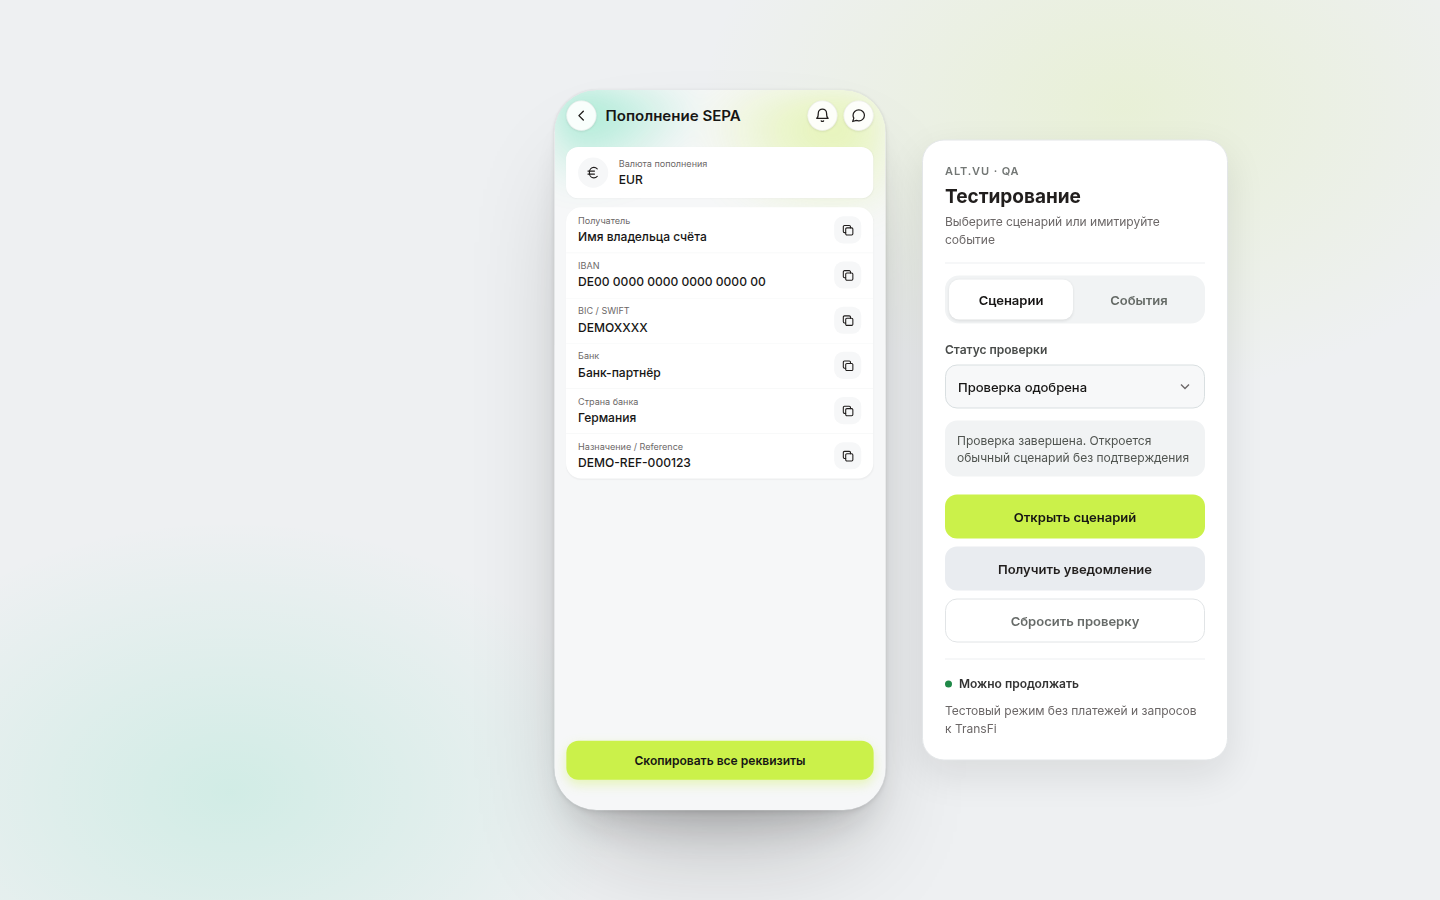 Пополнение SEPA
Валюта пополнения
EUR
Получатель
Имя владельца счёта
IBAN
DE00 0000 0000 0000 0000 00
BIC / SWIFT
DEMOXXXX
Банк
Банк-партнёр
Страна банка
Германия
Назначение / Reference
DEMO-REF-000123
Скопировать все реквизиты
ALT.VU · QA
Тестирование
Выберите сценарий или имитируйте
событие
Сценарии
События
Статус проверки
Проверка одобрена
Проверка завершена. Откроется
обычный сценарий без подтверждения
Открыть сценарий
Получить уведомление
Сбросить проверку
Можно продолжать
Тестовый режим без платежей и запросов
к TransFi